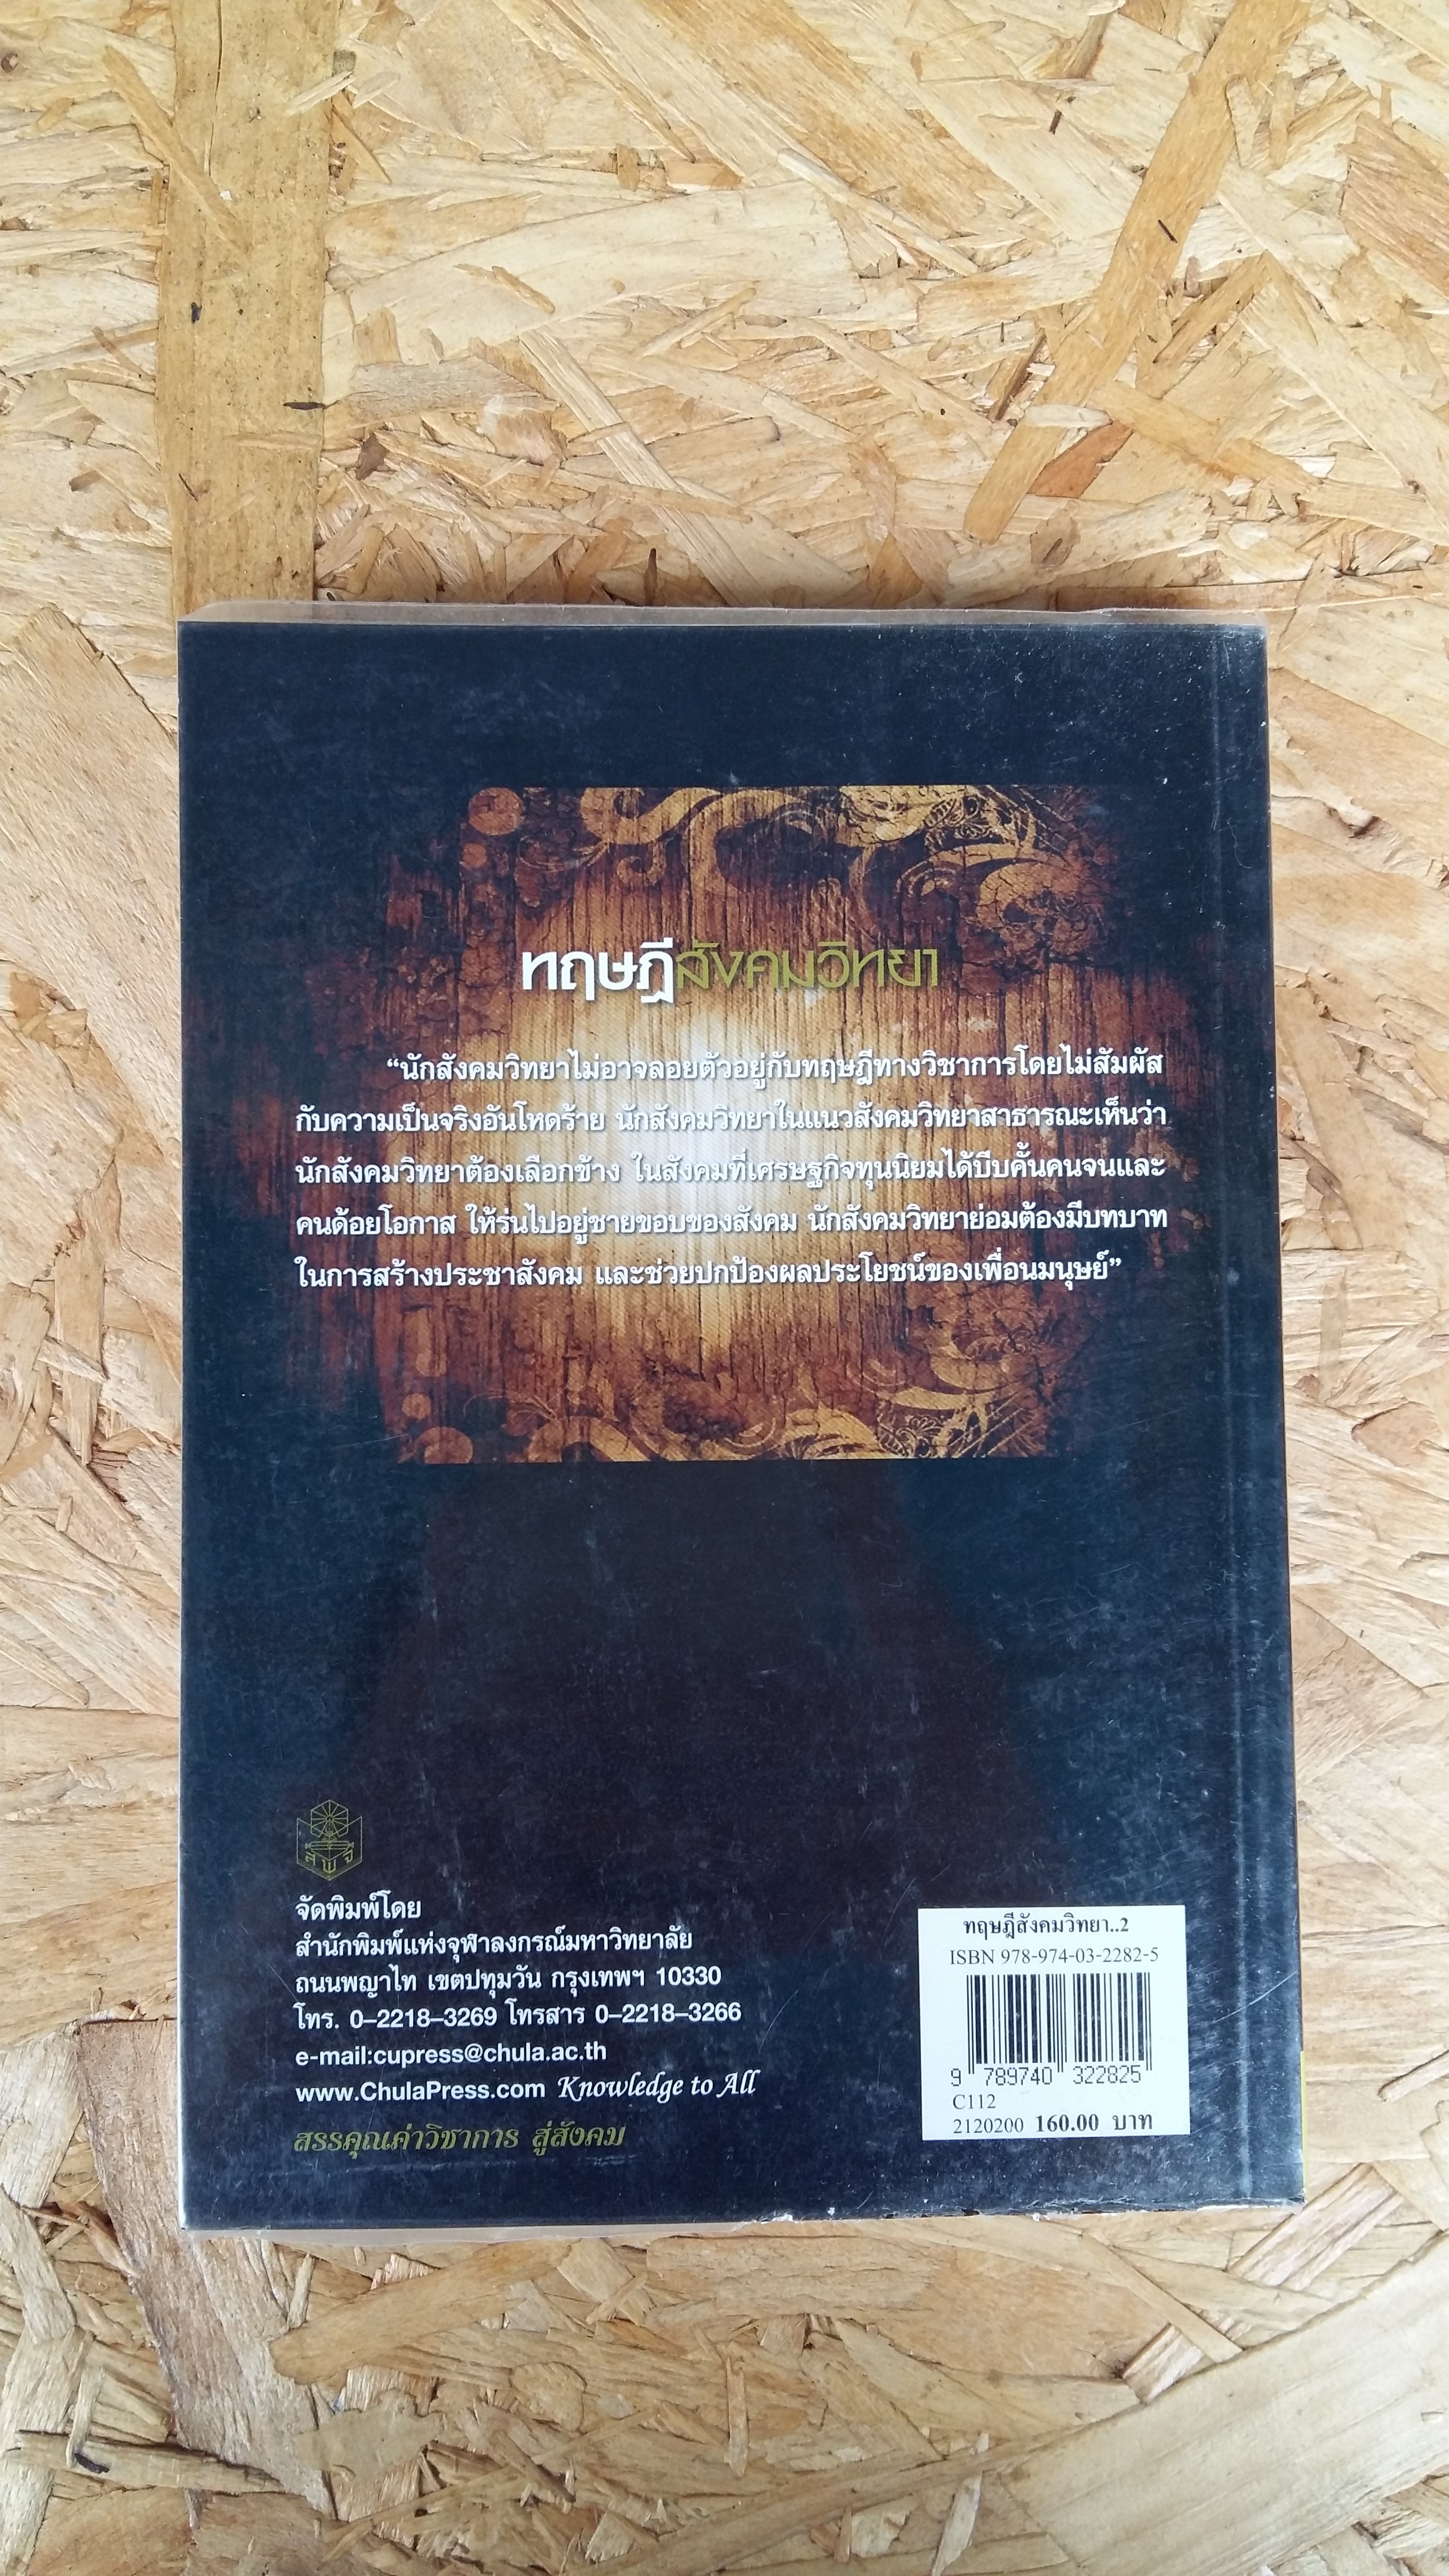 ทฤษฎีสังคมวิทยา
“นักสังคมวิทยาไม่อาจลอยตัวอยู่กับทฤษฎีทางวิชาการโดยไม่สัมผัส
กับความเป็นจริงอันโหดร้าย นักสังคมวิทยาในแนวสังคมวิทยาสาธารณะเห็นว่า
นักสังคมวิทยาต้องเลือกข้าง ในสังคมที่เศรษฐกิจทุนนิยมได้บีบคั้นคนจนและ
คนด้อยโอกาส ให้ร่นไปอยู่ชายขอบของสังคม นักสังคมวิทยาย่อมต้องมีบทบาท
ในการสร้างประชาสังคม และช่วยปกป้องผลประโยชน์ของเพื่อนมนุษย์”
ส พ จ
จัดพิมพ์โดย
สำนักพิมพ์แห่งจุฬาลงกรณ์มหาวิทยาลัย
ถนนพญาไท เขตปทุมวัน กรุงเทพฯ 10330
โทร. 0–2218–3269 โทรสาร 0–2218–3266
e-mail:cupress@chula.ac.th
www.ChulaPress.com Knowledge to All
สรรคุณค่าวิชาการ สู่สังคม
ทฤษฎีสังคมวิทยา..2
ISBN 978-974-03-2282-5
9 789740 322825
C112
2120200 160.00 บาท